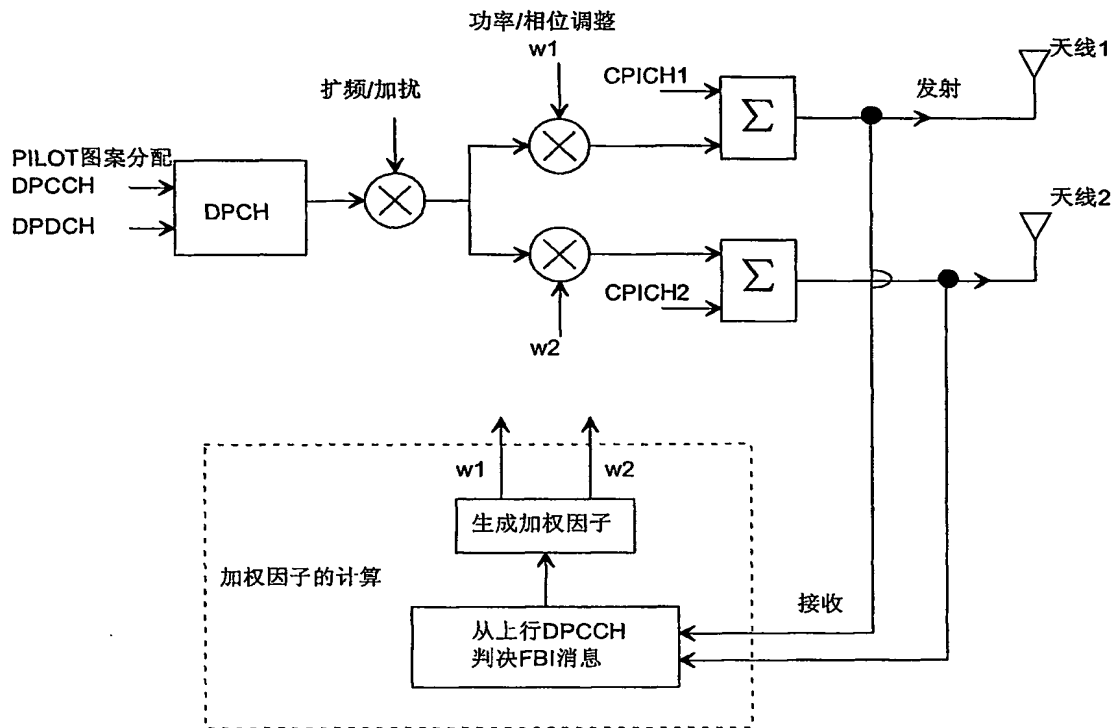 功率/相位调整
w1
天线1
CPICH1
发射
扩频/加扰
Σ
PILOT图案分配
DPCCH
DPCH
DPDCH
天线2
Σ
CPICH2
w2
w1
w2
生成加权因子
加权因子的计算
接收
从上行DPCCH
判决FBI消息